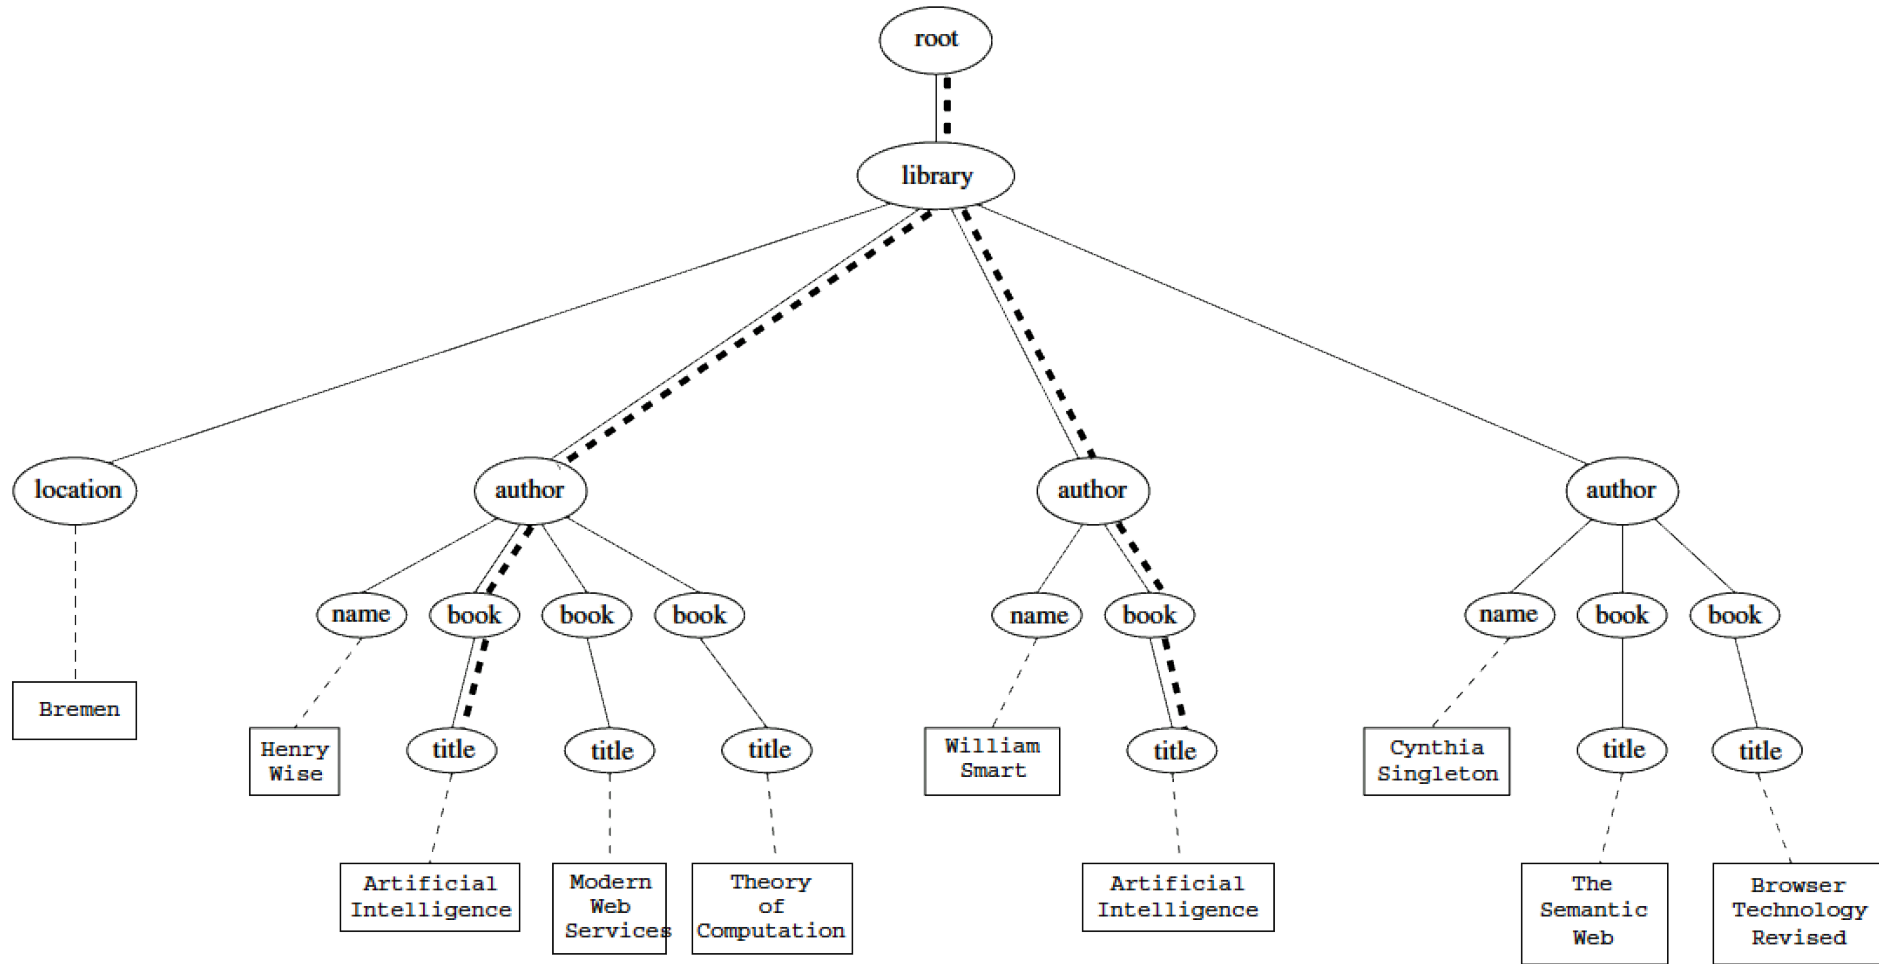 root
library
location
author
author
author
name
book
book
book
name
book
name
book
book
Bremen
Henry
Wise
title
title
title
William
Smart
title
Cynthia
Singleton
title
title
Artificial
Intelligence
Modern
Web
Services
Theory
of
Computation
Artificial
Intelligence
The
Semantic
Web
Browser
Technology
Revised